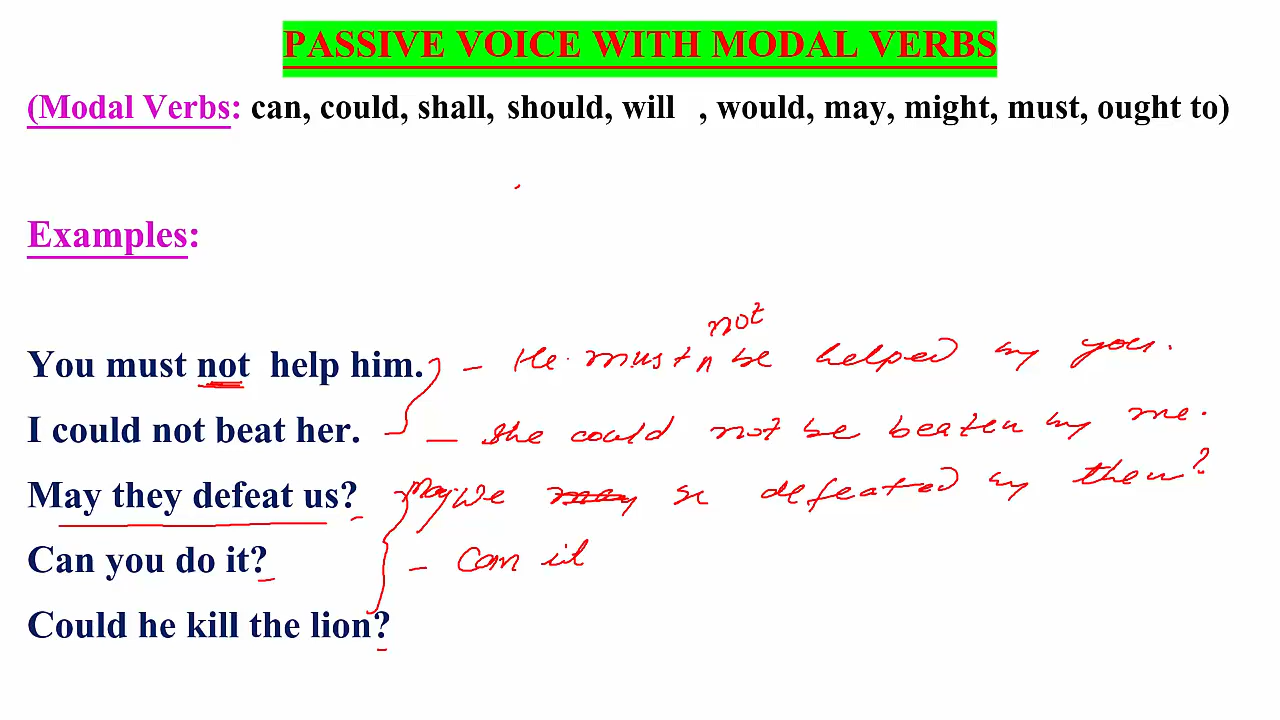 PASSIVE VOICE WITH MODAL VERBS
(Modal Verbs: can, could, shall, should, will , would, may, might, must, ought to)
Examples:
not
You must not help him. - He must be helped by you.
I could not beat her. - She could not be beaten by me.
May they defeat us? May we may be defeated by them?
Can you do it? - Can it
Could he kill the lion?